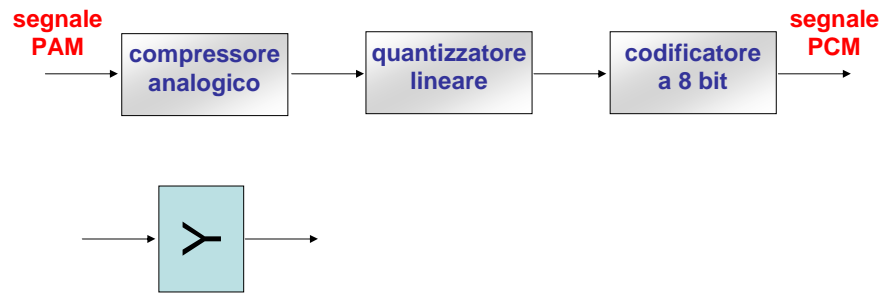 segnale
PAM
compressore
analogico
quantizzatore
lineare
codificatore
a 8 bit
segnale
PCM
Y